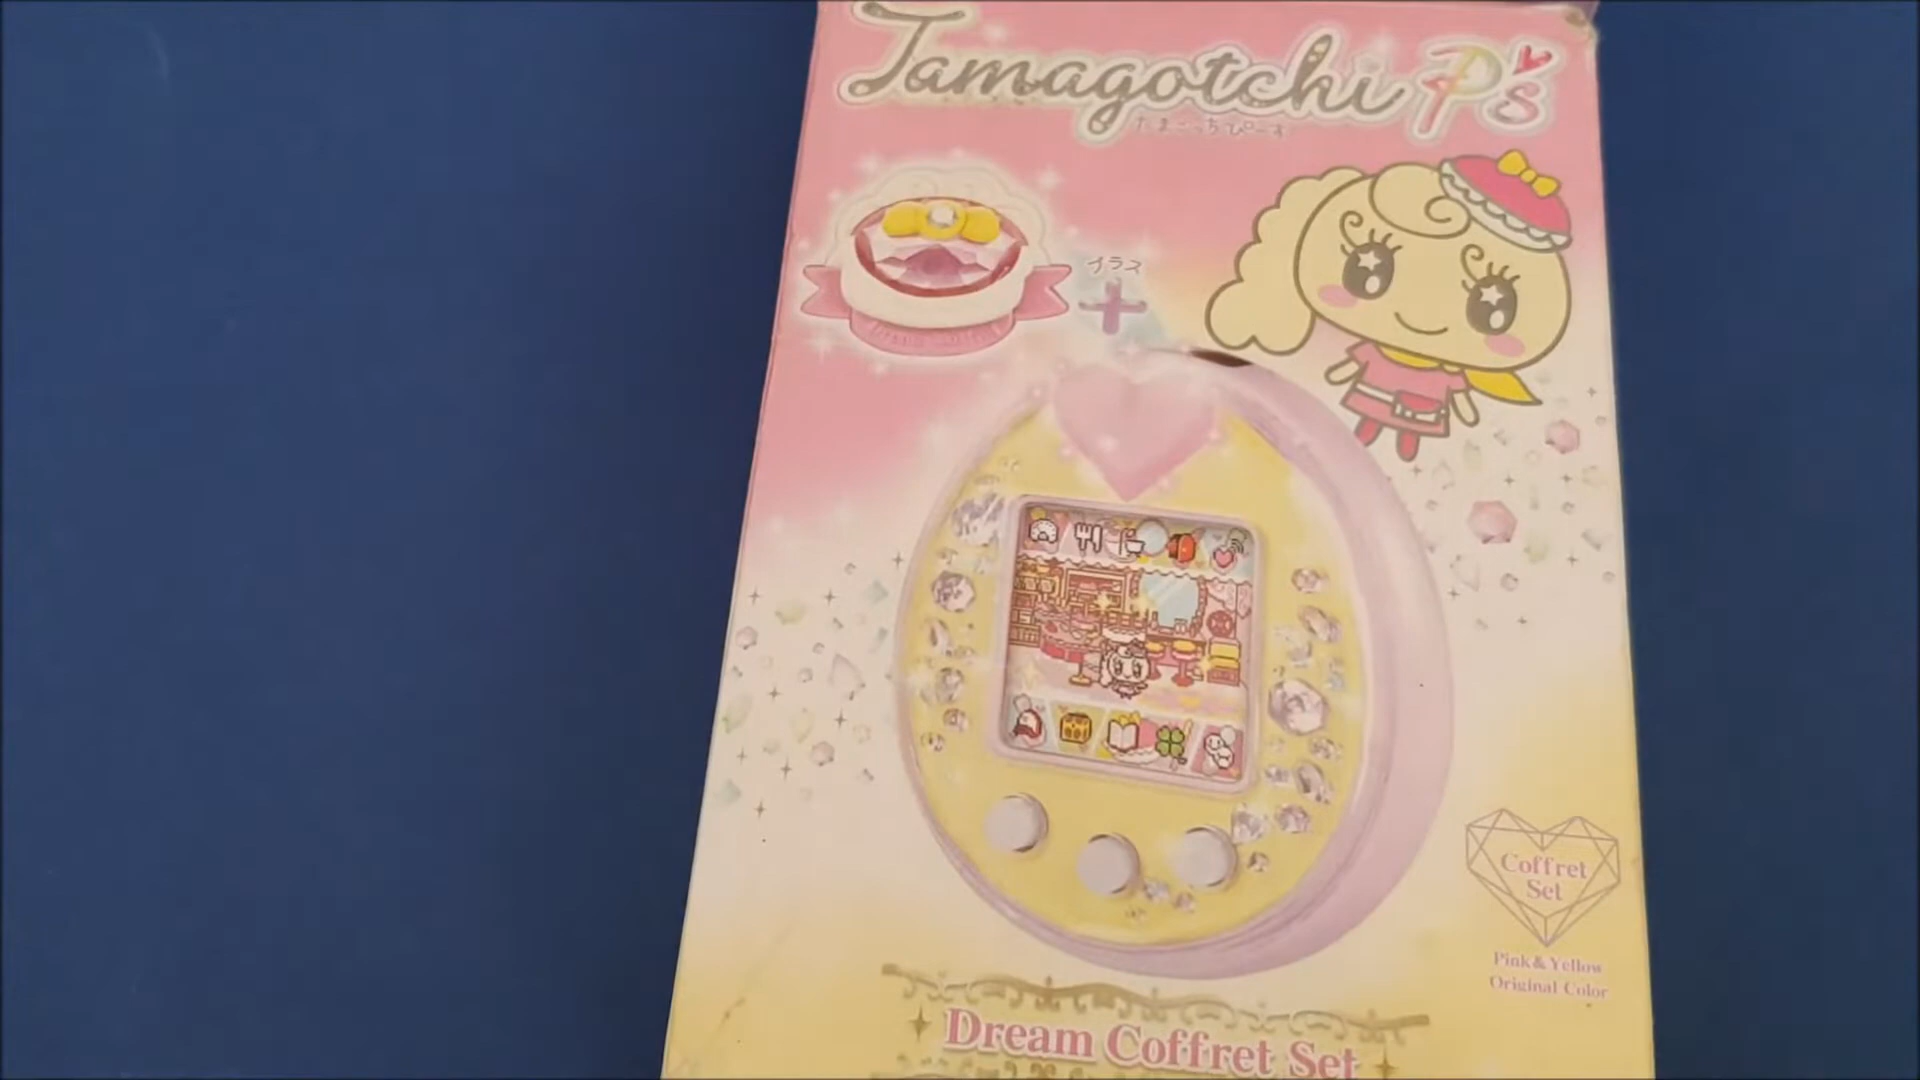 Tamagotchi P's
たまごっちぴーす
プラス
+
Coffret
Set
Pink&Yellow
Original Color
Dream Coffret Set